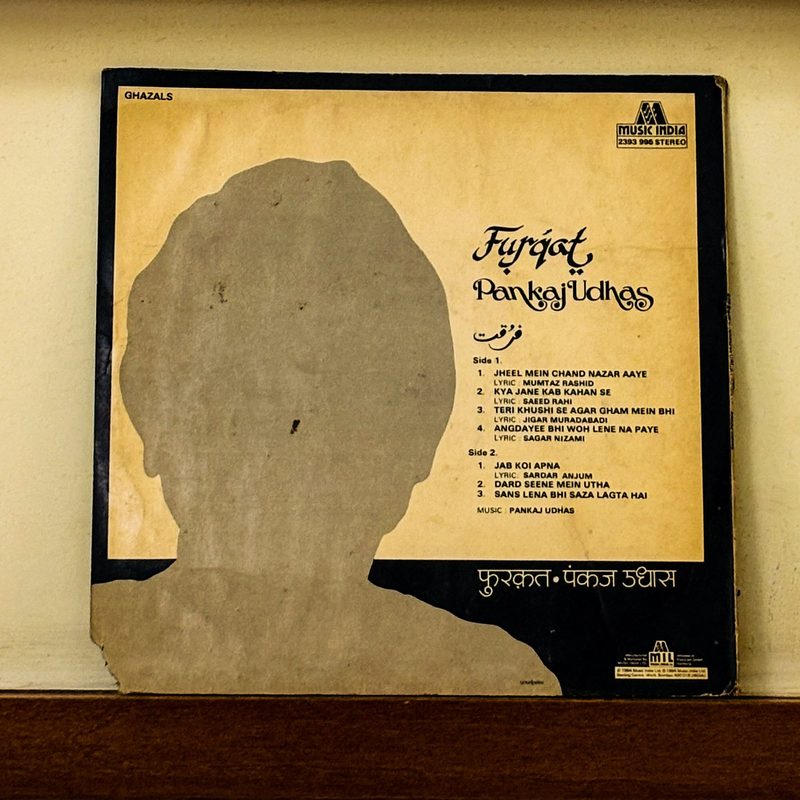 GHAZALS
MUSIC INDIA
2393 996 STEREO
Furqat
Pankaj Udhas
فُرقت
Side 1.
1. JHEEL MEIN CHAND NAZAR AAYE
LYRIC : MUMTAZ RASHID
2. KYA JANE KAB KAHAN SE
LYRIC : SAEED RAHI
3. TERI KHUSHI SE AGAR GHAM MEIN BHI
LYRIC : JIGAR MURADABADI
4. ANGDAYEE BHI WOH LENE NA PAYE
LYRIC : SAGAR NIZAMI
Side 2.
1. JAB KOI APNA
LYRIC : SARDAR ANJUM
2. DARD SEENE MEIN UTHA
3. SANS LENA BHI SAZA LAGTA HAI
MUSIC : PANKAJ UDHAS
फुरक़त • पंकज उधास
MIL